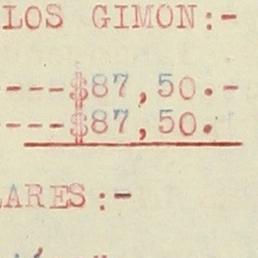 LOS GIMON:-
---$87,50.-
---$87,50.
LARES:-